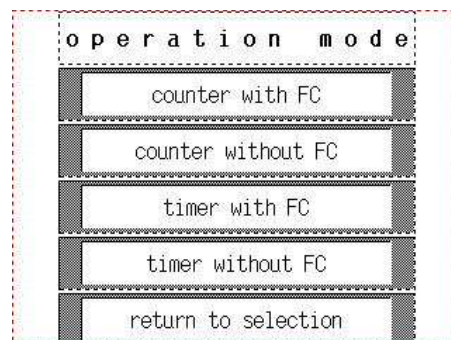 operation mode
counter with FC
counter without FC
timer with FC
timer without FC
return to selection